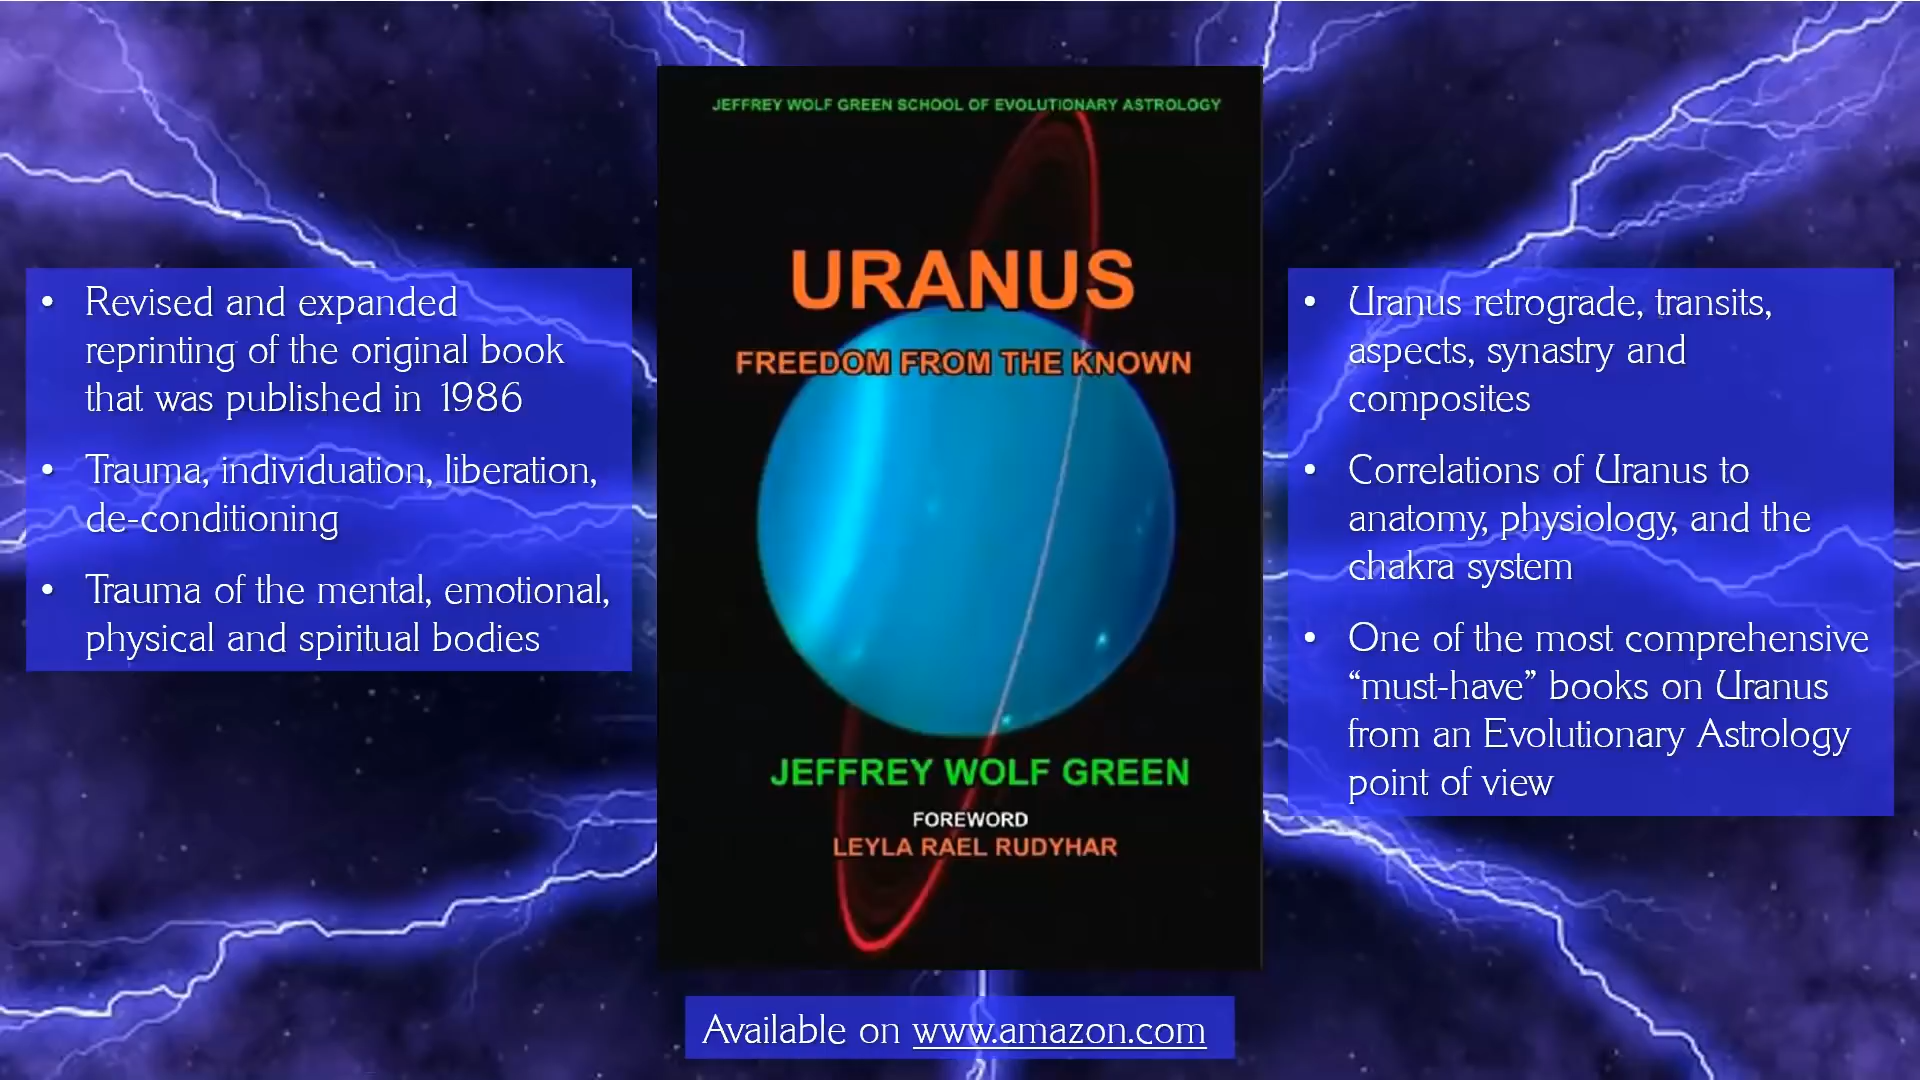 JEFFREY WOLF GREEN SCHOOL OF EVOLUTIONARY ASTROLOGY
URANUS
FREEDOM FROM THE KNOWN
JEFFREY WOLF GREEN
FOREWORD
LEYLA RAEL RUDYHAR
• Revised and expanded
reprinting of the original book
that was published in 1986
• Trauma, individuation, liberation,
de-conditioning
• Trauma of the mental, emotional,
physical and spiritual bodies
• Uranus retrograde, transits,
aspects, synastry and
composites
• Correlations of Uranus to
anatomy, physiology, and the
chakra system
• One of the most comprehensive
“must-have” books on Uranus
from an Evolutionary Astrology
point of view
Available on www.amazon.com